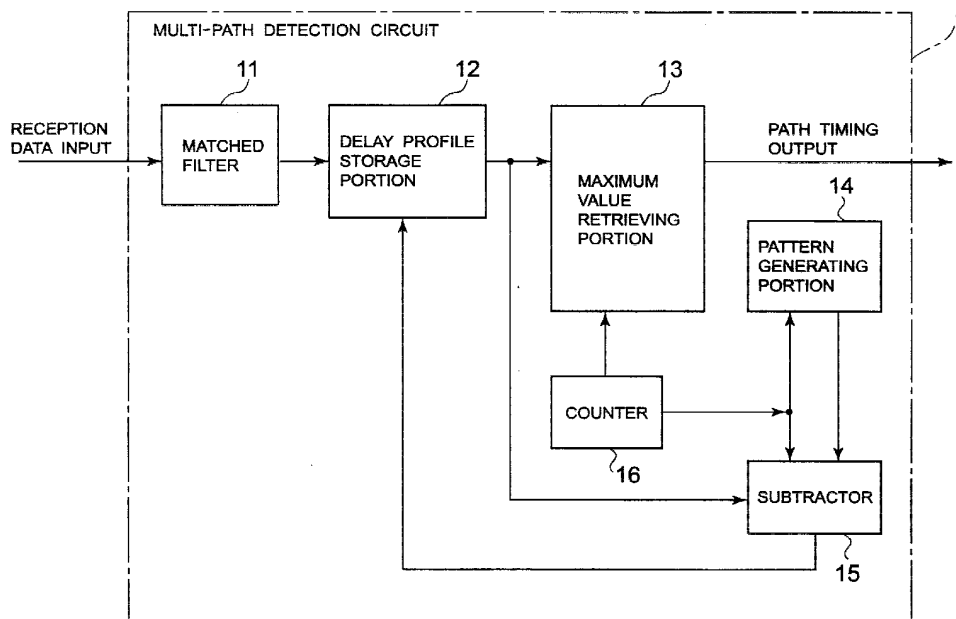 MULTI-PATH DETECTION CIRCUIT
11
12
13
RECEPTION
DATA INPUT
MATCHED
FILTER
DELAY PROFILE
STORAGE
PORTION
MAXIMUM
VALUE
RETRIEVING
PORTION
PATH TIMING
OUTPUT
14
PATTERN
GENERATING
PORTION
COUNTER
16
SUBTRACTOR
15